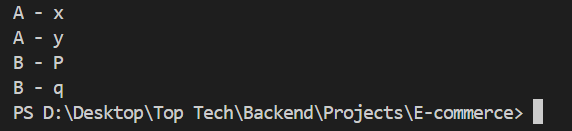 A - x
A - y
B - P
B - q
PS D:\Desktop\Top Tech\Backend\Projects\E-commerce>